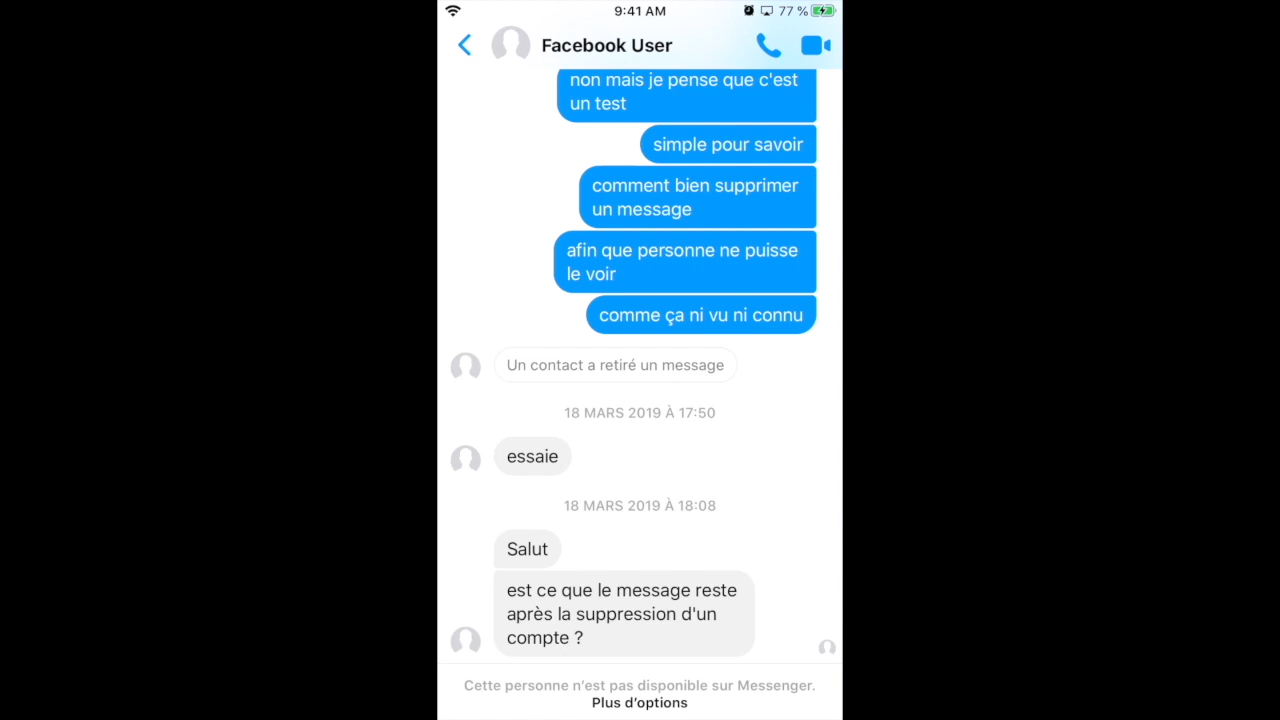 9:41 AM
77 %
Facebook User
non mais je pense que c'est
un test
simple pour savoir
comment bien supprimer
un message
afin que personne ne puisse
le voir
comme ça ni vu ni connu
Un contact a retiré un message
18 MARS 2019 À 17:50
essaie
18 MARS 2019 À 18:08
Salut
est ce que le message reste
après la suppression d'un
compte ?
Cette personne n’est pas disponible sur Messenger.
Plus d’options